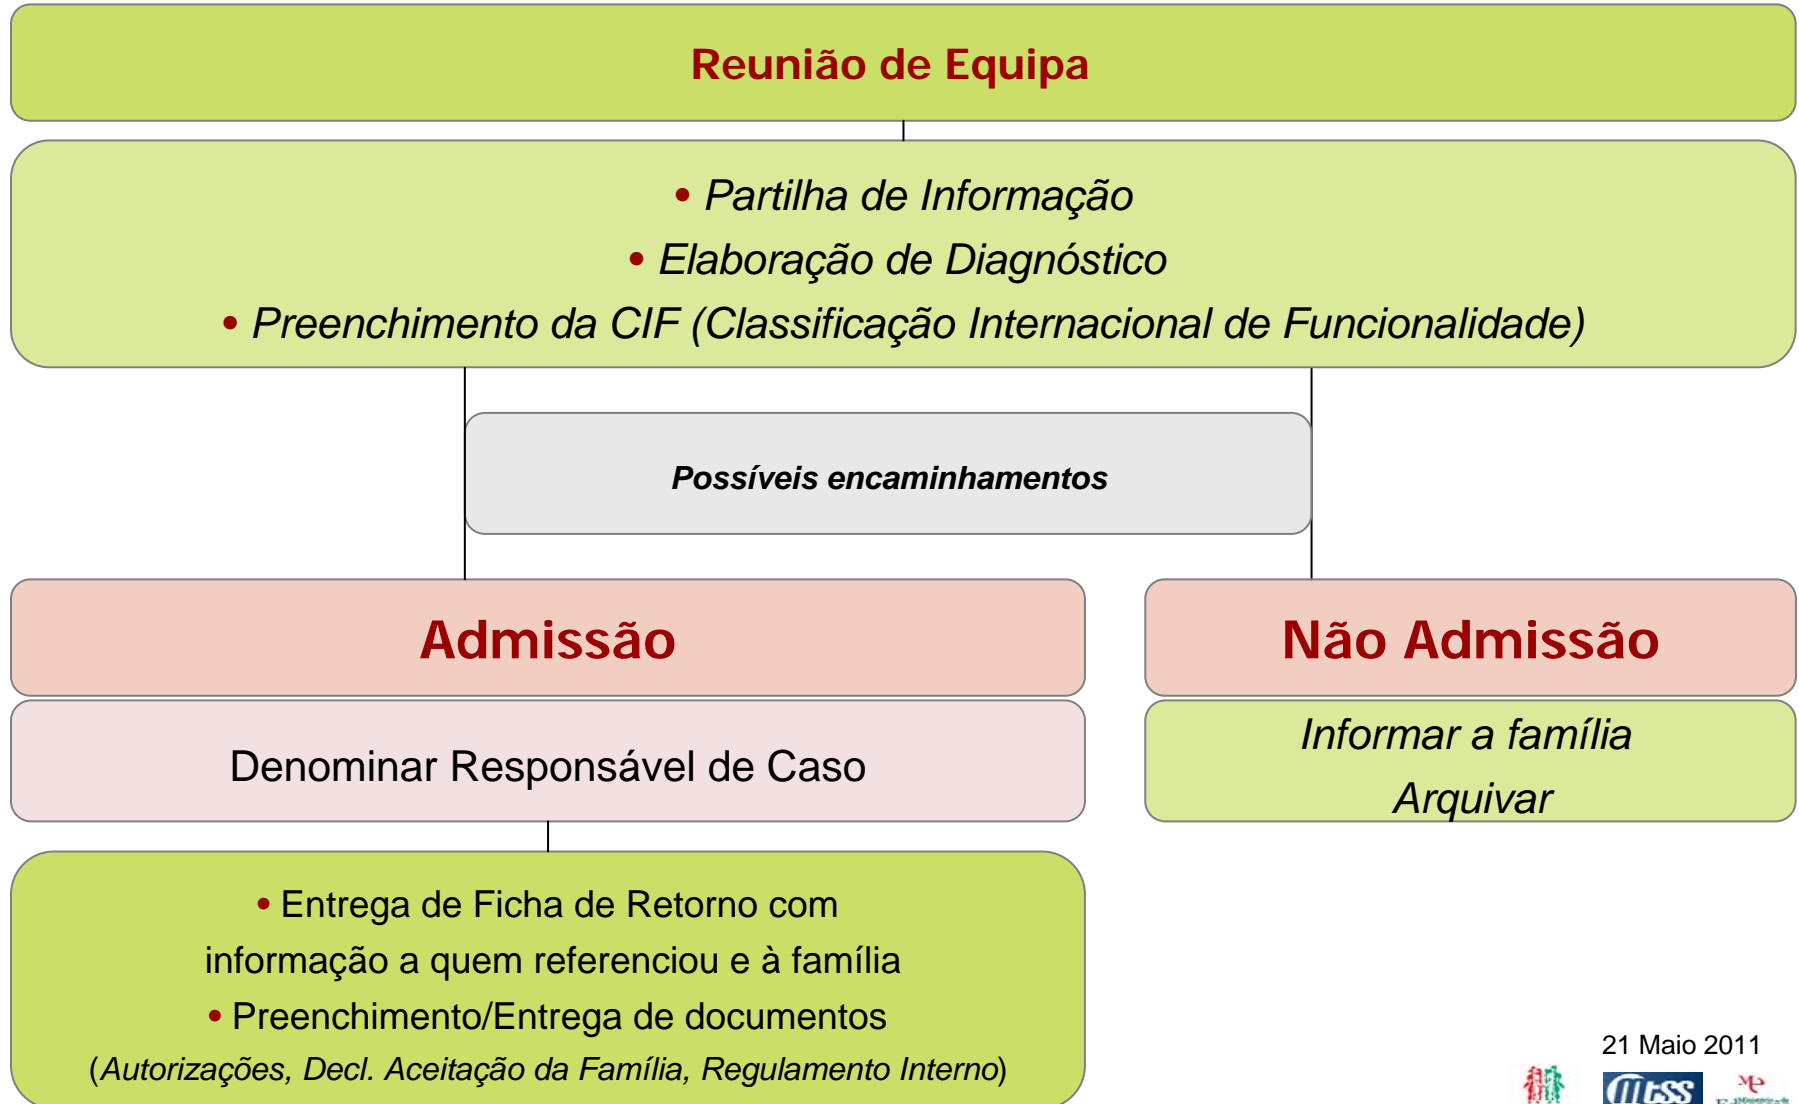 Reunião de Equipa
• Partilha de Informação
• Elaboração de Diagnóstico
• Preenchimento da CIF (Classificação Internacional de Funcionalidade)
Possíveis encaminhamentos
Admissão
Não Admissão
Denominar Responsável de Caso
Informar a família
Arquivar
• Entrega de Ficha de Retorno com
informação a quem referenciou e à família
• Preenchimento/Entrega de documentos
(Autorizações, Decl. Aceitação da Família, Regulamento Interno)
21 Maio 2011
mtss